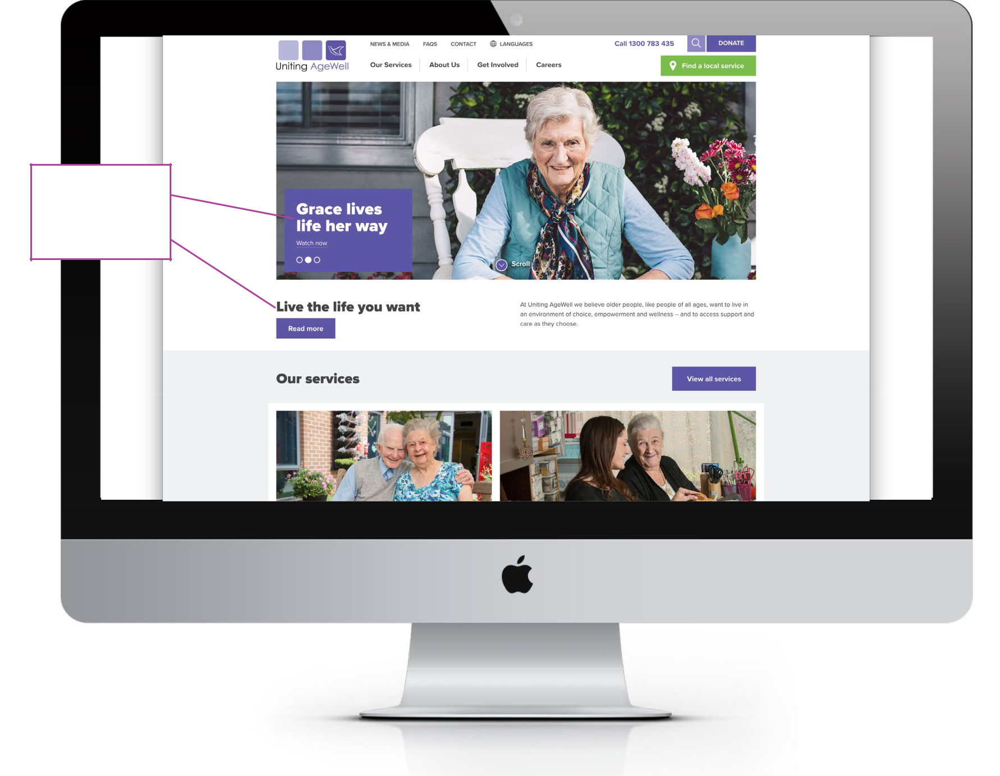 NEWS & MEDIA FAQS CONTACT LANGUAGES Call 1300 783 435 DONATE
Uniting AgeWell
Our Services About Us Get Involved Careers Find a local service
Grace lives
life her way
Watch now
Scroll
Live the life you want
Read more
At Uniting AgeWell we believe older people, like people of all ages, want to live in
an environment of choice, empowerment and wellness – and to access support and
care as they choose.
Our services
View all services